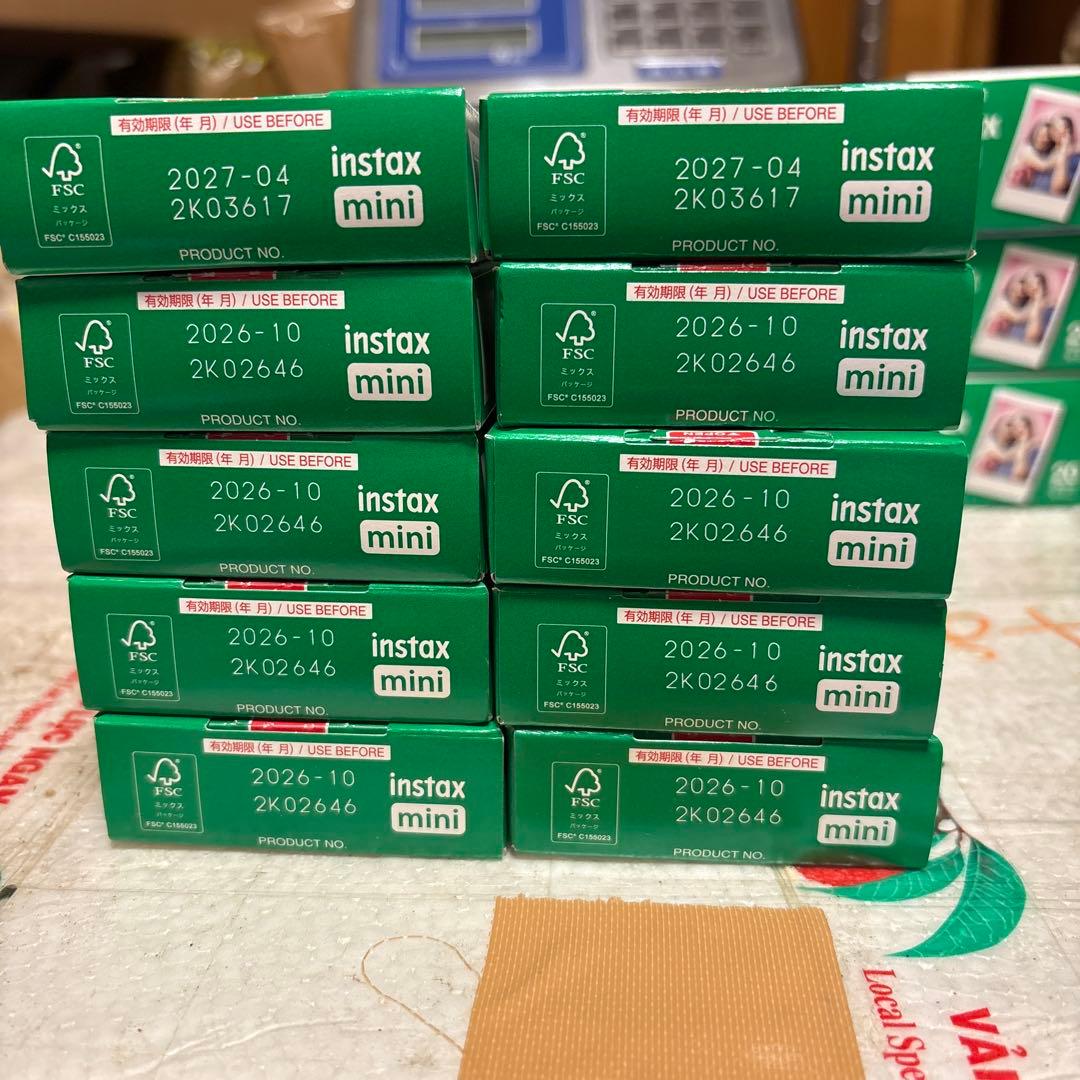 有効期限(年 月) / USE BEFORE
FSC
ミックス
パッケージ
FSC® C155023
2027-04
2K03617
instax
mini
PRODUCT NO.
有効期限(年 月) / USE BEFORE
FSC
ミックス
パッケージ
FSC® C155023
2027-04
2K03617
instax
mini
PRODUCT NO.
有効期限(年 月) / USE BEFORE
FSC
ミックス
パッケージ
FSC® C155023
2026-10
2K02646
instax
mini
PRODUCT NO.
有効期限(年 月) / USE BEFORE
FSC
ミックス
パッケージ
FSC® C155023
2026-10
2K02646
instax
mini
PRODUCT NO.
有効期限(年 月) / USE BEFORE
FSC
ミックス
パッケージ
FSC® C155023
2026-10
2K02646
instax
mini
PRODUCT NO.
OPEN
有効期限(年 月) / USE BEFORE
FSC
ミックス
パッケージ
FSC® C155023
2026-10
2K02646
instax
mini
PRODUCT NO.
有効期限(年 月) / USE BEFORE
FSC
ミックス
パッケージ
FSC® C155023
2026-10
2K02646
instax
mini
PRODUCT NO.
有効期限(年 月) / USE BEFORE
FSC
ミックス
パッケージ
FSC® C155023
2026-10
2K02646
instax
mini
PRODUCT NO.
有効期限(年 月) / USE BEFORE
FSC
ミックス
パッケージ
FSC® C155023
2026-10
2K02646
instax
mini
PRODUCT NO.
有効期限(年 月) / USE BEFORE
FSC
ミックス
パッケージ
FSC® C155023
2026-10
2K02646
instax
mini
PRODUCT NO.
20
LỤC NGẠN
Local